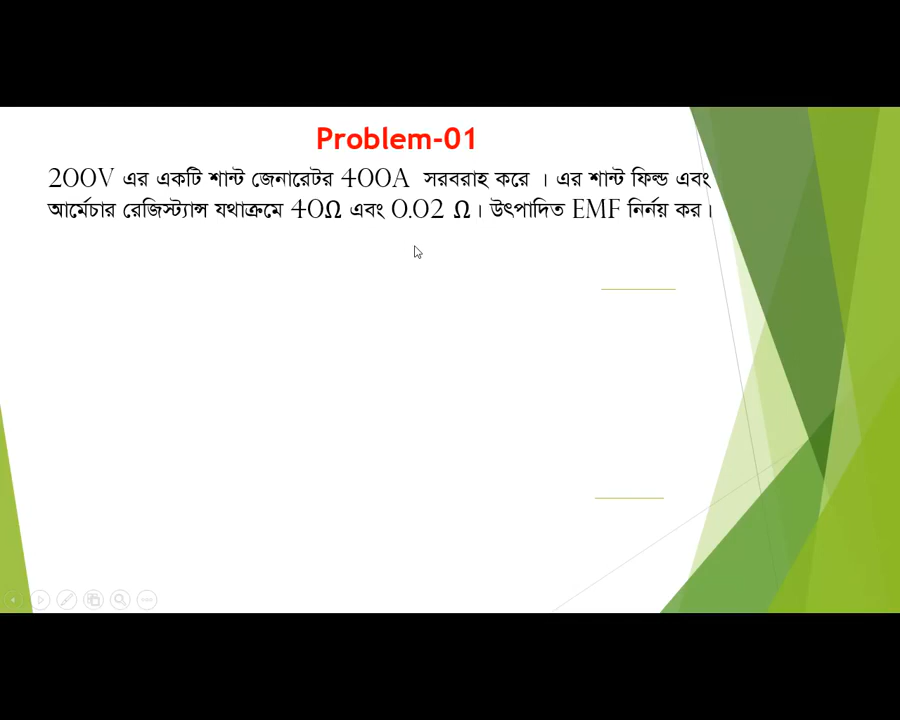 Problem-01
200V এর একটি শান্ট জেনারেটর 400A সরবরাহ করে । এর শান্ট ফিল্ড এবং
আর্মেচার রেজিস্ট্যান্স যথাক্রমে 40Ω এবং 0.02 Ω। উৎপাদিত EMF নির্নয় কর।